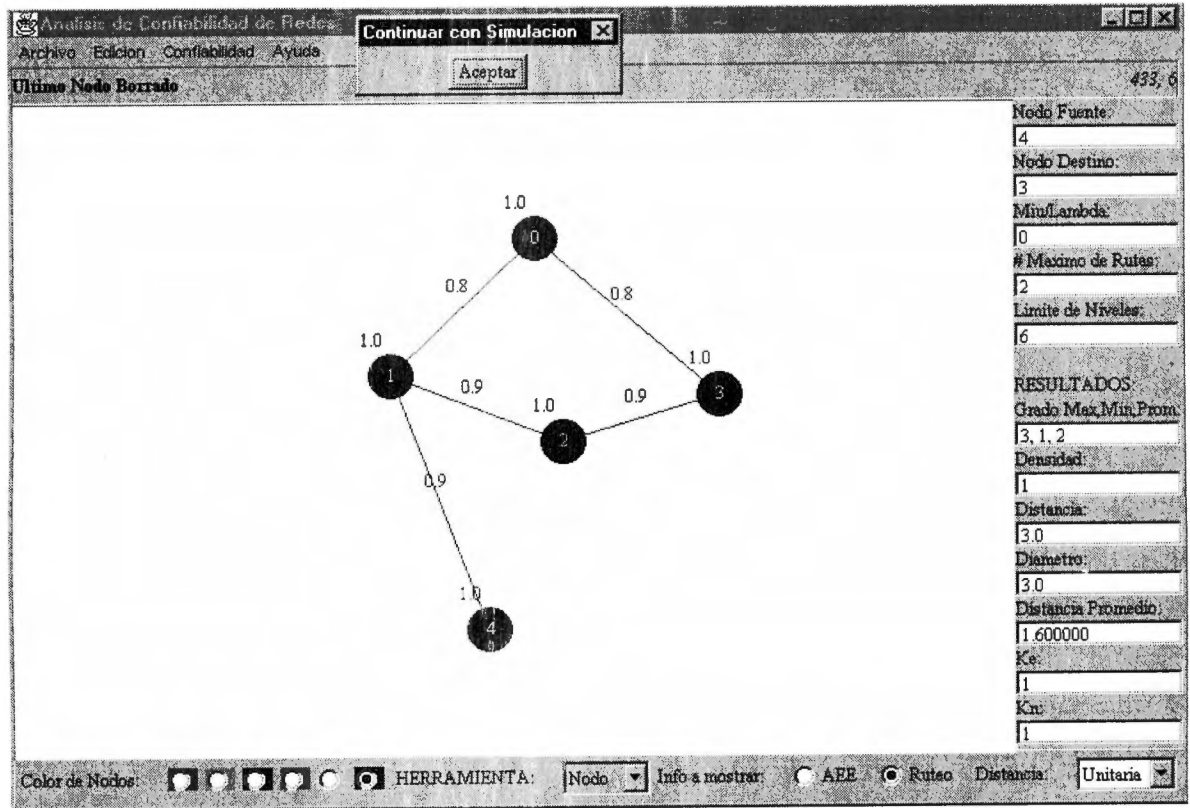 Analisis de Confiabilidad de Redes
Continuar con Simulacion
Archivo Edicion Confiabilidad Ayuda
Aceptar
Ultimo Nodo Borrado
433, 6
Nodo Fuente:
4
Nodo Destino:
3
Miu/Lambda:
0
# Maximo de Rutas:
2
Limite de Niveles:
6
RESULTADOS
Grado Max,Min,Prom:
3, 1, 2
Densidad:
1
Distancia:
3.0
Diametro:
3.0
Distancia Promedio:
1.600000
Ke:
1
Kn:
1
1.0
0
0.8
0.8
1.0
1
1.0
3
0.9
0.9
1.0
2
0.9
1.0
4
Color de Nodos:
HERRAMIENTA:
Nodo
Info a mostrar:
AEE
Ruteo
Distancia:
Unitaria